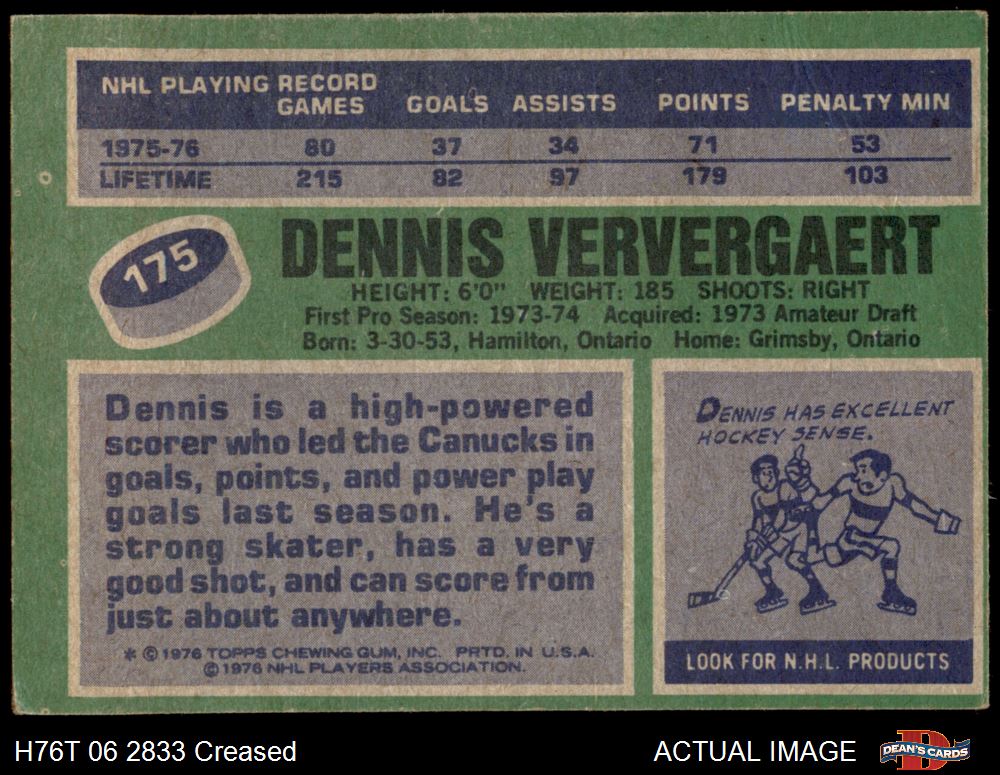 NHL PLAYING RECORD
GAMES GOALS ASSISTS POINTS PENALTY MIN
1975-76 80 37 34 71 53
LIFETIME 215 82 97 179 103
175
DENNIS VERVERGAERT
HEIGHT: 6'0" WEIGHT: 185 SHOOTS: RIGHT
First Pro Season: 1973-74 Acquired: 1973 Amateur Draft
Born: 3-30-53, Hamilton, Ontario Home: Grimsby, Ontario
Dennis is a high-powered
scorer who led the Canucks in
goals, points, and power play
goals last season. He's a
strong skater, has a very
good shot, and can score from
just about anywhere.
* © 1976 TOPPS CHEWING GUM, INC. PRTD. IN U.S.A.
© 1976 NHL PLAYERS ASSOCIATION.
DENNIS HAS EXCELLENT
HOCKEY SENSE.
LOOK FOR N.H.L. PRODUCTS
H76T 06 2833 Creased
ACTUAL IMAGE
D
DEAN'S CARDS